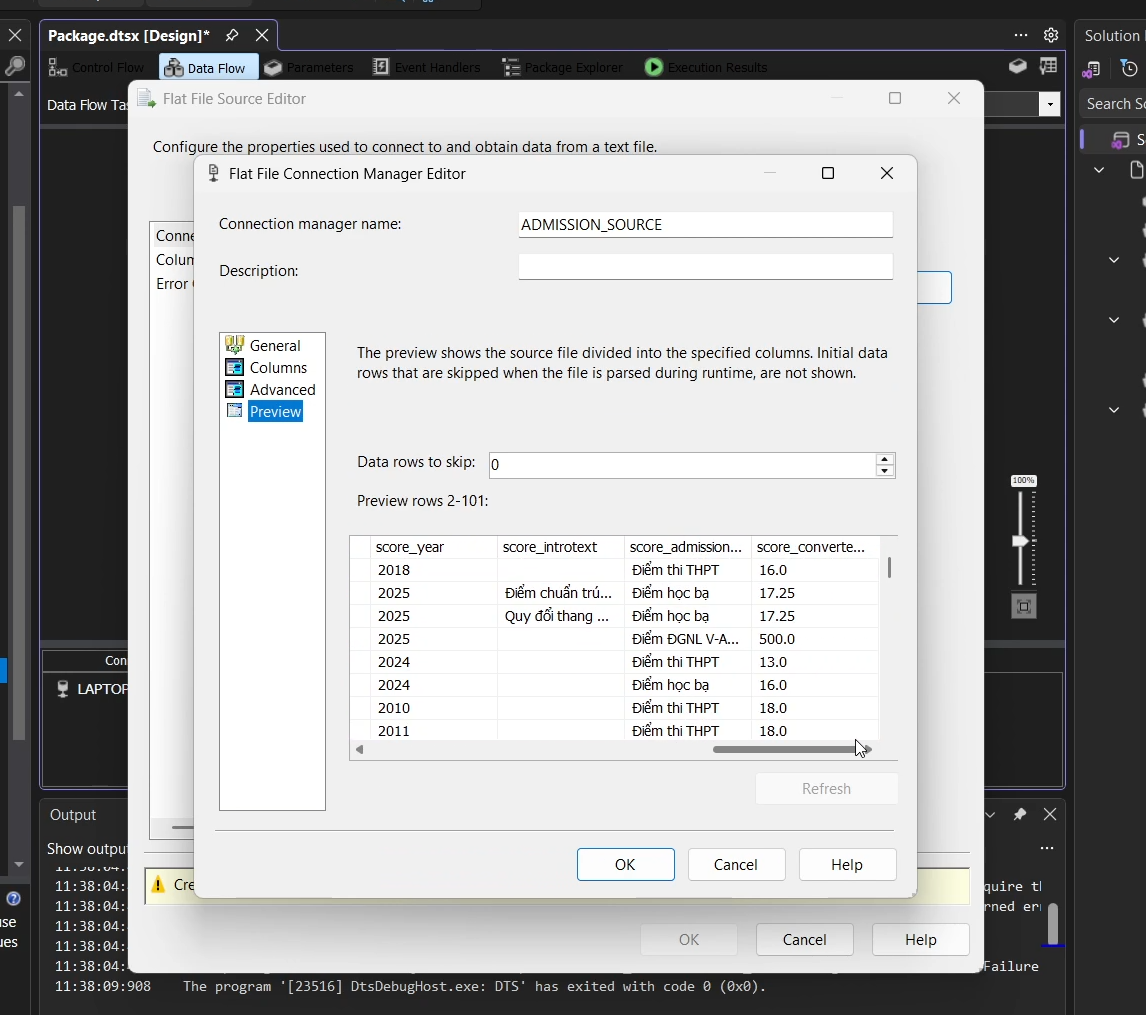 Package.dtsx [Design]*
Solution
Control Flow
Data Flow
Parameters
Event Handlers
Package Explorer
Execution Results
Data Flow Tas
Search So
Flat File Source Editor
Configure the properties used to connect to and obtain data from a text file.
Flat File Connection Manager Editor
Connection manager name:
ADMISSION_SOURCE
Conne
Colum
Error
Description:
General
Columns
Advanced
Preview
The preview shows the source file divided into the specified columns. Initial data
rows that are skipped when the file is parsed during runtime, are not shown.
Data rows to skip:
0
100%
Preview rows 2-101:
score_year score_introtext score_admission... score_converte...
2018 Điểm thi THPT 16.0
2025 Điểm chuẩn trú... Điểm học bạ 17.25
2025 Quy đổi thang ... Điểm học bạ 17.25
2025 Điểm ĐGNL V-A... 500.0
2024 Điểm thi THPT 13.0
2024 Điểm học bạ 16.0
2010 Điểm thi THPT 18.0
2011 Điểm thi THPT 18.0
Con
LAPTOP
Refresh
Output
Show output
OK
Cancel
Help
Cre
11:38:04:
11:38:04:
11:38:04:
11:38:04:
11:38:04:
quire th
rned err
Failure
OK
Cancel
Help
11:38:09:908 The program '[23516] DtsDebugHost.exe: DTS' has exited with code 0 (0x0).